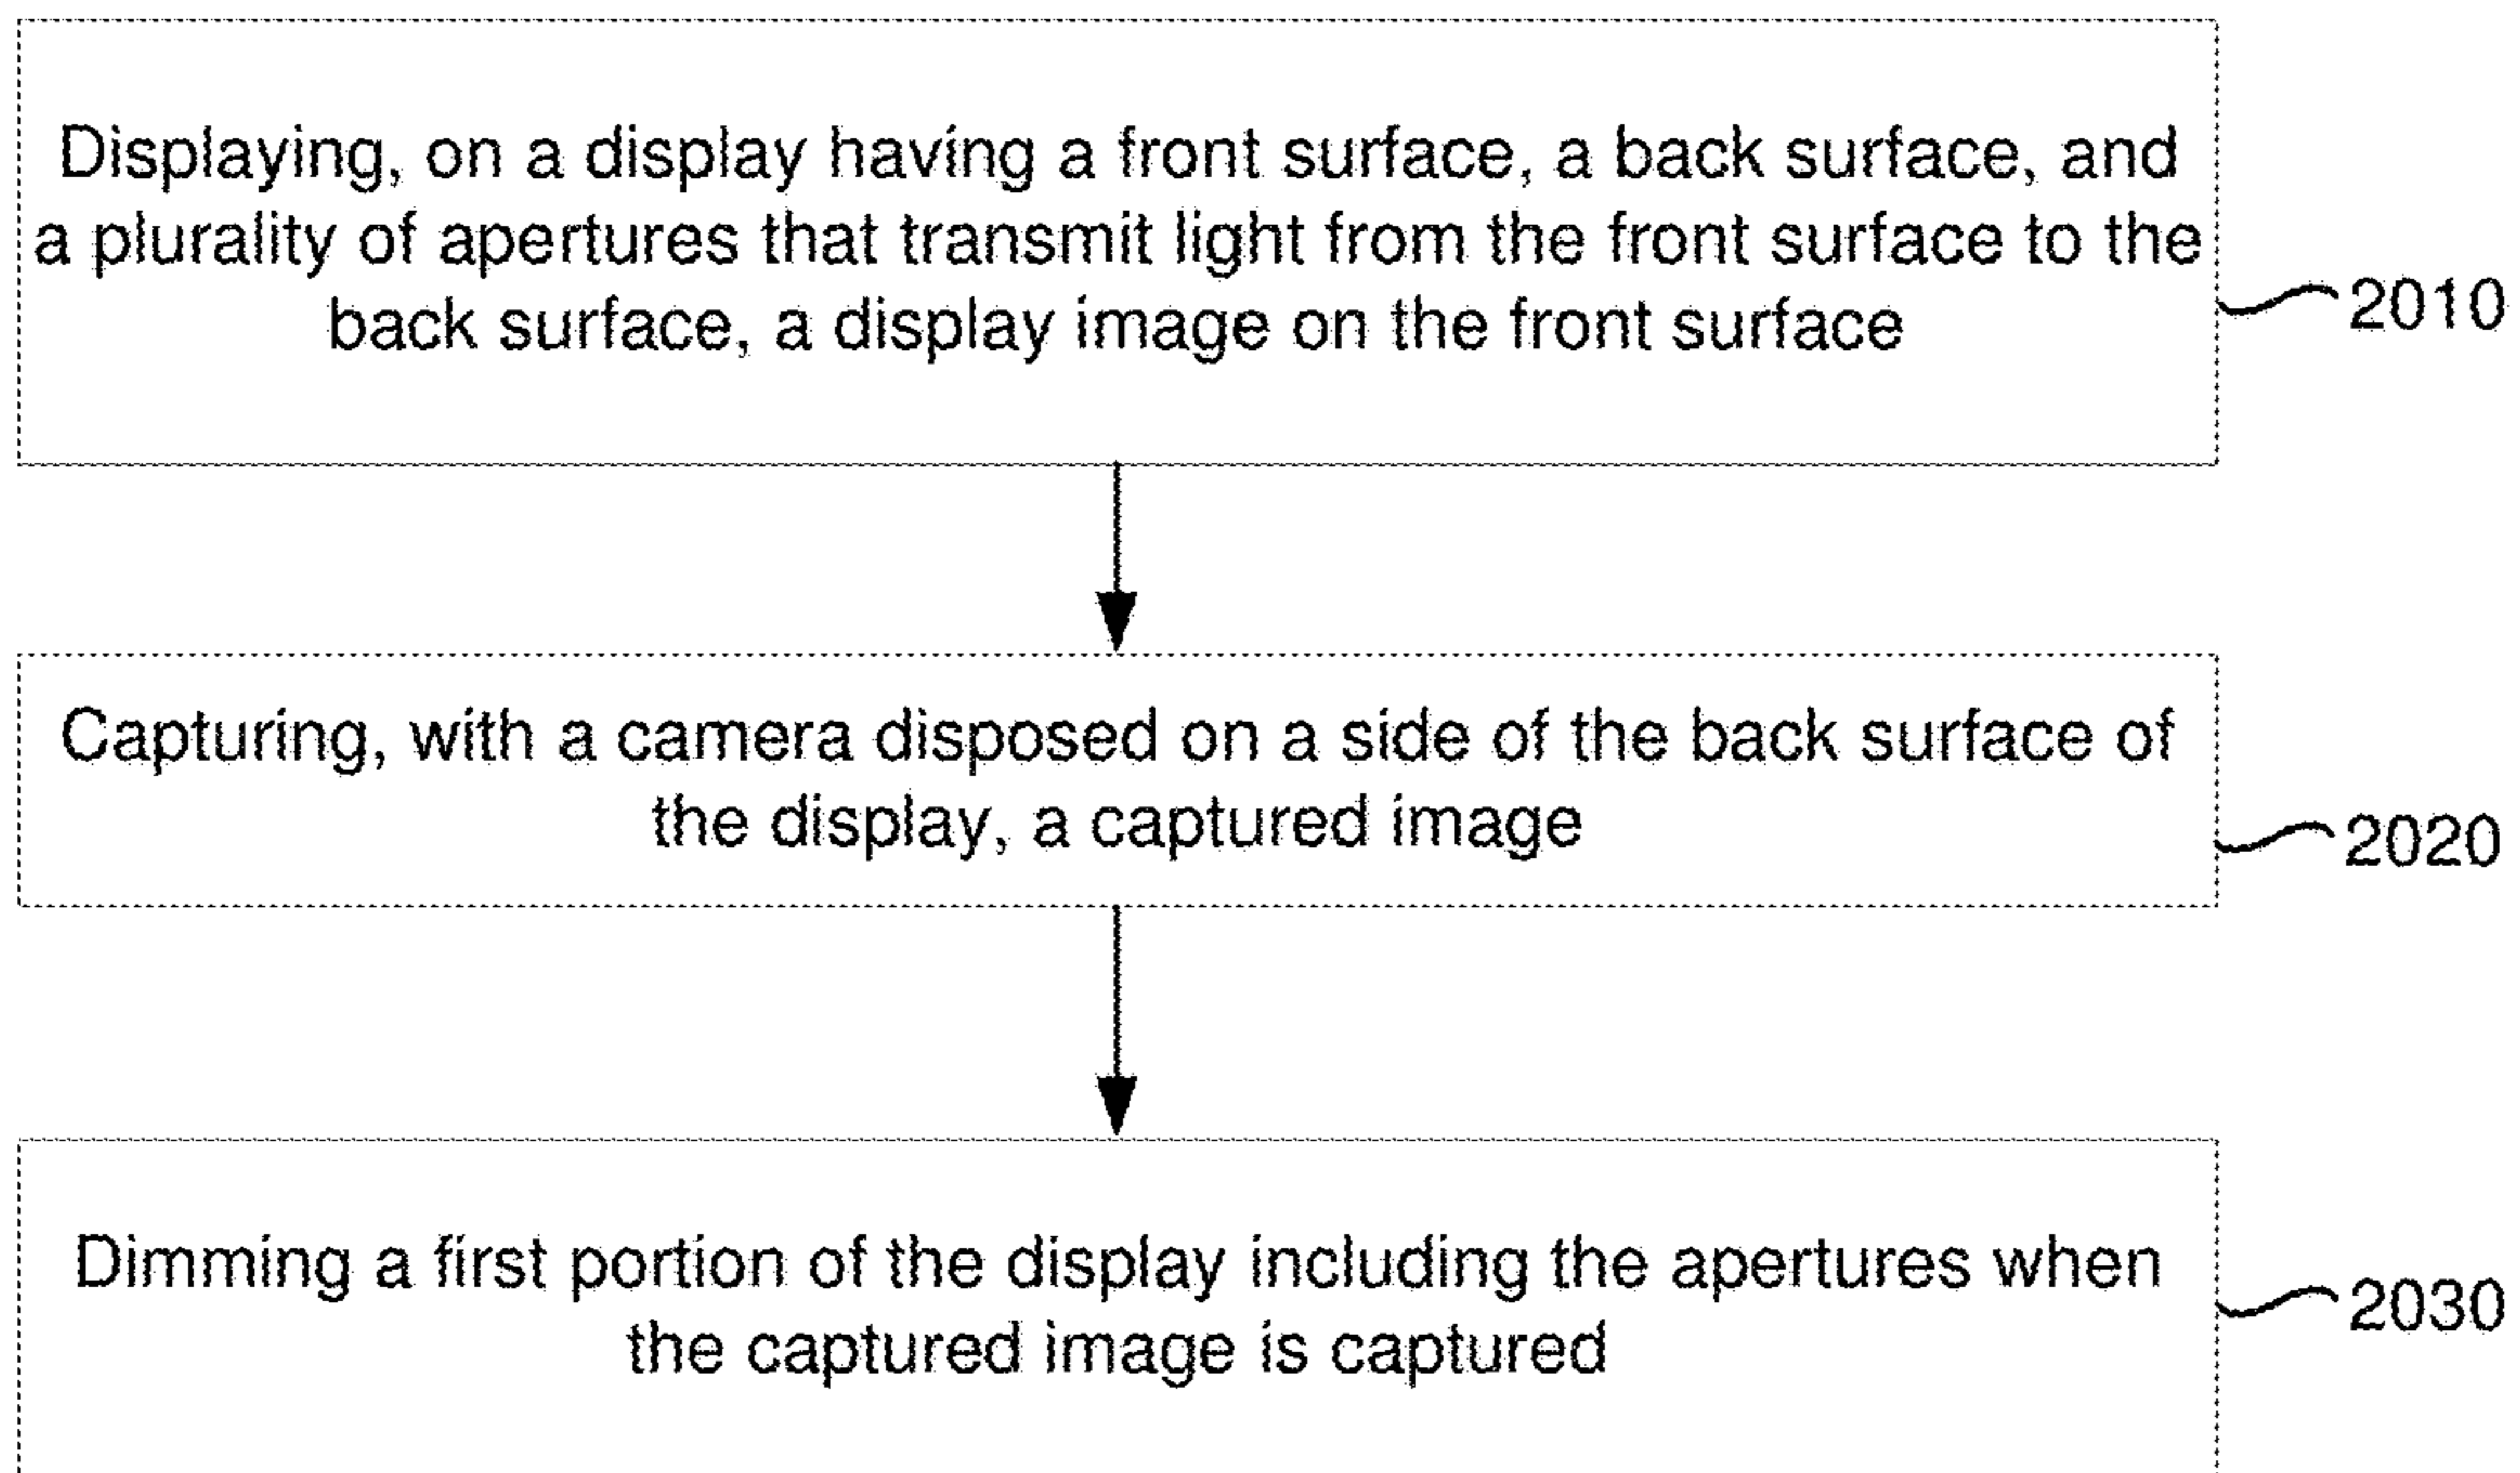 Displaying, on a display having a front surface, a back surface, and
a plurality of apertures that transmit light from the front surface to the
back surface, a display image on the front surface
2010
Capturing, with a camera disposed on a side of the back surface of
the display, a captured image
2020
Dimming a first portion of the display including the apertures when
the captured image is captured
2030